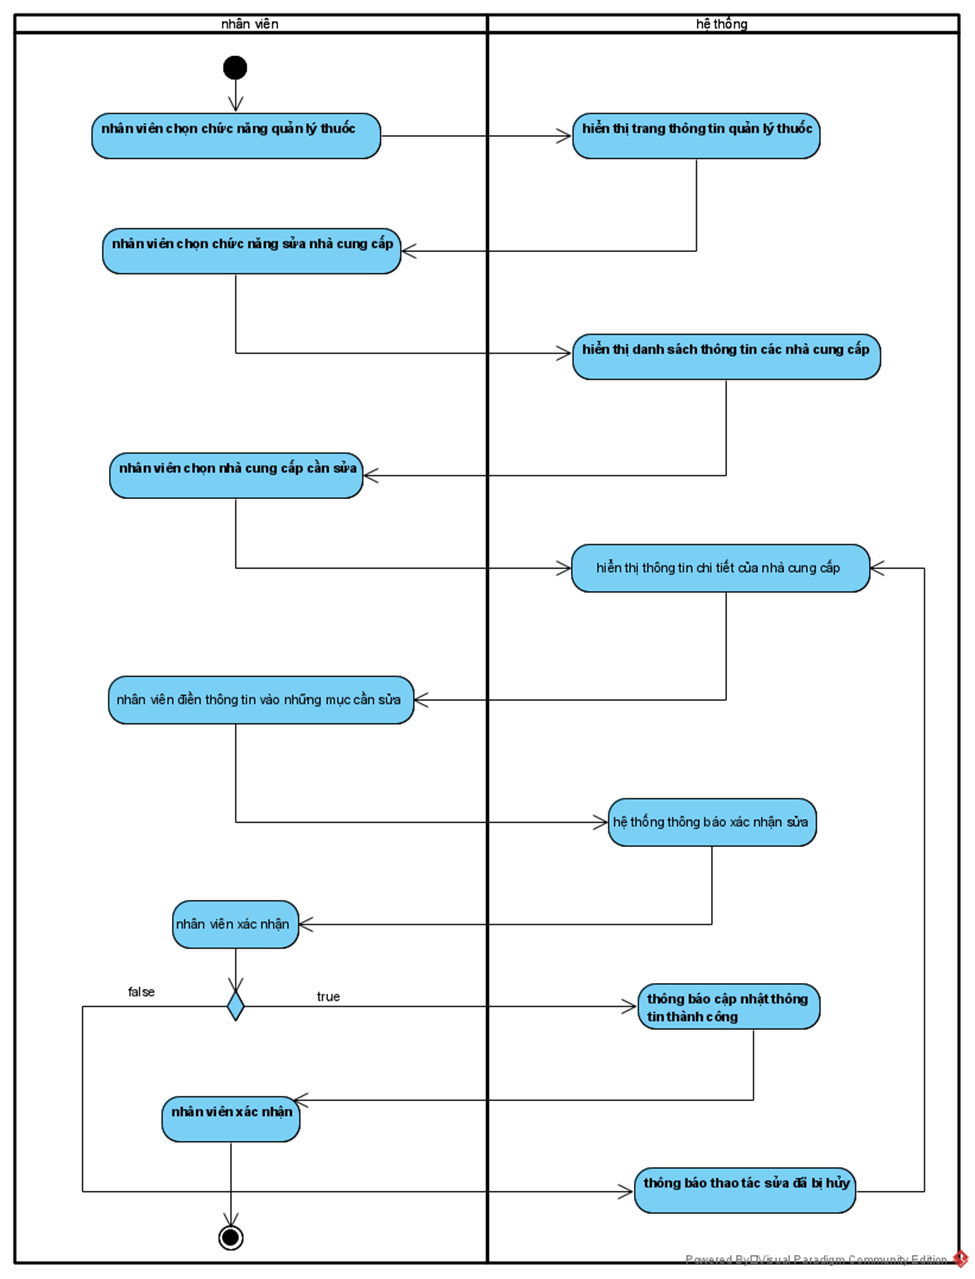 nhân viên
hệ thống
nhân viên chọn chức năng quản lý thuốc
hiển thị trang thông tin quản lý thuốc
nhân viên chọn chức năng sửa nhà cung cấp
hiển thị danh sách thông tin các nhà cung cấp
nhân viên chọn nhà cung cấp cần sửa
hiển thị thông tin chi tiết của nhà cung cấp
nhân viên điền thông tin vào những mục cần sửa
hệ thống thông báo xác nhận sửa
nhân viên xác nhận
false
true
thông báo cập nhật thông
tin thành công
nhân viên xác nhận
thông báo thao tác sửa đã bị hủy
Powered By Visual Paradigm Community Edition